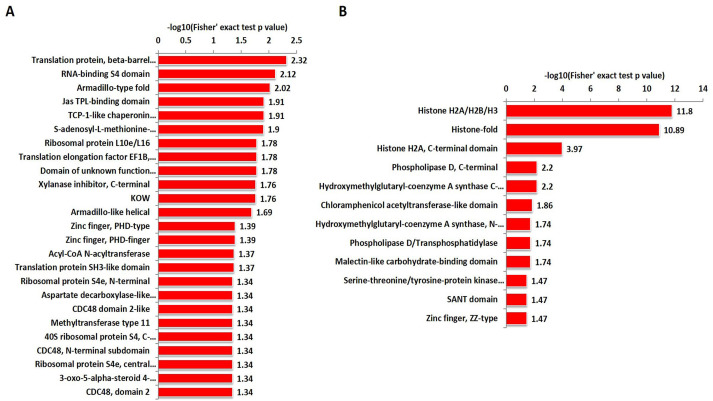 A
-log10(Fisher' exact test p value)
0 0.5 1 1.5 2 2.5
Translation protein, beta-barrel... 2.32
RNA-binding S4 domain 2.12
Armadillo-type fold 2.02
Jas TPL-binding domain 1.91
TCP-1-like chaperonin... 1.91
S-adenosyl-L-methionine-... 1.9
Ribosomal protein L10e/L16 1.78
Translation elongation factor EF1B,... 1.78
Domain of unknown function... 1.78
Xylanase inhibitor, C-terminal 1.76
KOW 1.76
Armadillo-like helical 1.69
Zinc finger, PHD-type 1.39
Zinc finger, PHD-finger 1.39
Acyl-CoA N-acyltransferase 1.37
Translation protein SH3-like domain 1.37
Ribosomal protein S4e, N-terminal 1.34
Aspartate decarboxylase-like... 1.34
CDC48 domain 2-like 1.34
Methyltransferase type 11 1.34
40S ribosomal protein S4, C-... 1.34
CDC48, N-terminal subdomain 1.34
Ribosomal protein S4e, central... 1.34
3-oxo-5-alpha-steroid 4-... 1.34
CDC48, domain 2 1.34
B
-log10(Fisher' exact test p value)
0 2 4 6 8 10 12 14
Histone H2A/H2B/H3 11.8
Histone-fold 10.89
Histone H2A, C-terminal domain 3.97
Phospholipase D, C-terminal 2.2
Hydroxymethylglutaryl-coenzyme A synthase C-... 2.2
Chloramphenicol acetyltransferase-like domain 1.86
Hydroxymethylglutaryl-coenzyme A synthase, N-... 1.74
Phospholipase D/Transphosphatidylase 1.74
Malectin-like carbohydrate-binding domain 1.74
Serine-threonine/tyrosine-protein kinase... 1.47
SANT domain 1.47
Zinc finger, ZZ-type 1.47